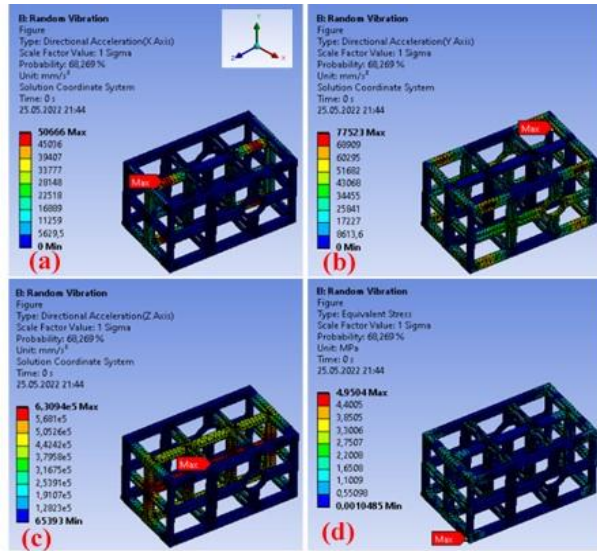 B: Random Vibration
Figure
Type: Directional Acceleration(X Axis)
Scale Factor Value: 1 Sigma
Probability: 68,269 %
Unit: mm/s²
Solution Coordinate System
Time: 0 s
25.05.2022 21:44
50666 Max
45036
39407
33777
28148
22518
16889
11259
5629,5
0 Min
Max
Y
Z
X
(a)
B: Random Vibration
Figure
Type: Directional Acceleration(Y Axis)
Scale Factor Value: 1 Sigma
Probability: 68,269 %
Unit: mm/s²
Solution Coordinate System
Time: 0 s
25.05.2022 21:44
77523 Max
68909
60295
51682
43068
34455
25841
17227
8613,6
0 Min
Max
(b)
B: Random Vibration
Figure
Type: Directional Acceleration(Z Axis)
Scale Factor Value: 1 Sigma
Probability: 68,269 %
Unit: mm/s²
Solution Coordinate System
Time: 0 s
25.05.2022 21:44
6,3094e5 Max
5,681e5
5,0526e5
4,4242e5
3,7958e5
3,1675e5
2,5391e5
1,9107e5
1,2823e5
65393 Min
Max
(c)
B: Random Vibration
Figure
Type: Equivalent Stress
Scale Factor Value: 1 Sigma
Probability: 68,269 %
Unit: MPa
Time: 0 s
25.05.2022 21:44
4,9504 Max
4,4005
3,8505
3,3006
2,7507
2,2008
1,6508
1,1009
0,55098
0,0010485 Min
Max
(d)